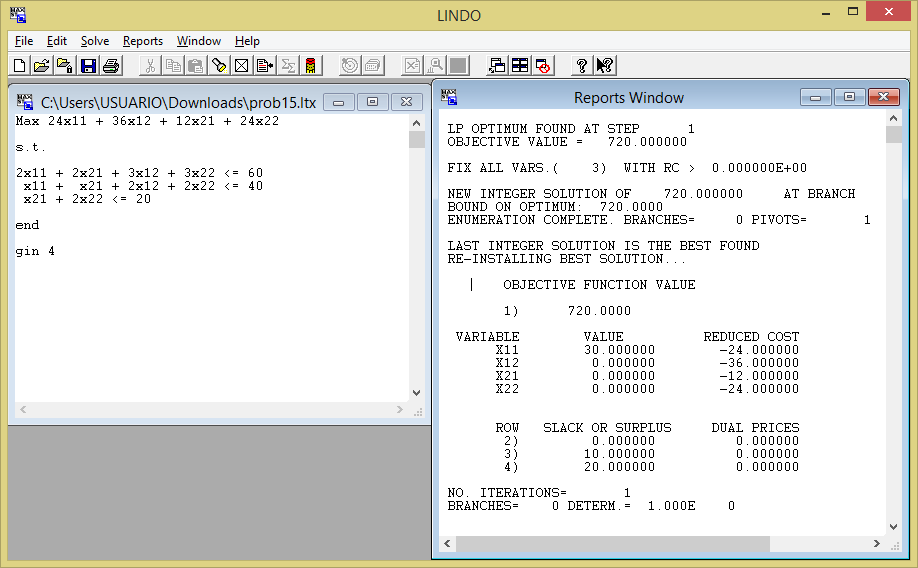 LINDO
File Edit Solve Reports Window Help
C:\Users\USUARIO\Downloads\prob15.ltx
Max 24x11 + 36x12 + 12x21 + 24x22
s.t.
2x11 + 2x21 + 3x12 + 3x22 <= 60
x11 + x21 + 2x12 + 2x22 <= 40
x21 + 2x22 <= 20
end
gin 4
Reports Window
LP OPTIMUM FOUND AT STEP 1
OBJECTIVE VALUE = 720.000000
FIX ALL VARS.( 3) WITH RC > 0.000000E+00
NEW INTEGER SOLUTION OF 720.000000 AT BRANCH
BOUND ON OPTIMUM: 720.0000
ENUMERATION COMPLETE. BRANCHES= 0 PIVOTS= 1
LAST INTEGER SOLUTION IS THE BEST FOUND
RE-INSTALLING BEST SOLUTION...
OBJECTIVE FUNCTION VALUE
1) 720.0000
VARIABLE VALUE REDUCED COST
X11 30.000000 -24.000000
X12 0.000000 -36.000000
X21 0.000000 -12.000000
X22 0.000000 -24.000000
ROW SLACK OR SURPLUS DUAL PRICES
2) 0.000000 0.000000
3) 10.000000 0.000000
4) 20.000000 0.000000
NO. ITERATIONS= 1
BRANCHES= 0 DETERM.= 1.000E 0